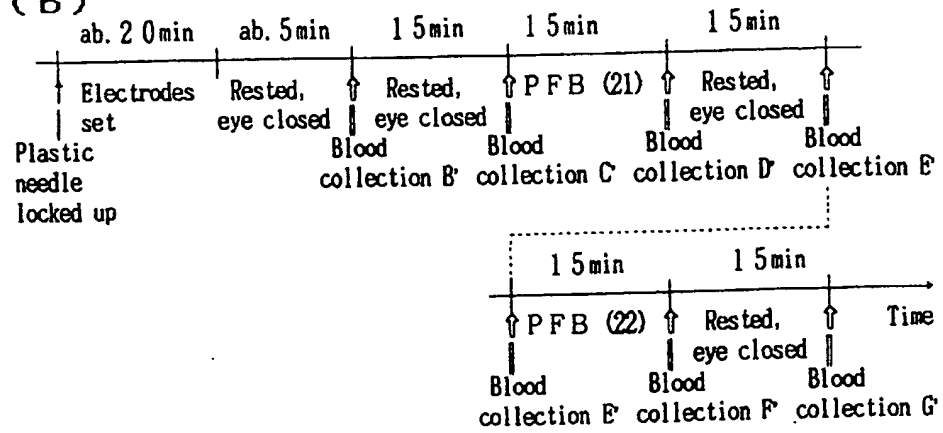 (B)
ab. 20min ab. 5min 15min 15min 15min
Electrodes Rested, Rested, PFB (21) Rested,
set eye closed eye closed eye closed
Plastic Blood Blood Blood Blood
needle collection B' collection C' collection D' collection E'
locked up
15min 15min
PFB (22) Rested, Time
eye closed
Blood Blood Blood
collection E' collection F' collection G'